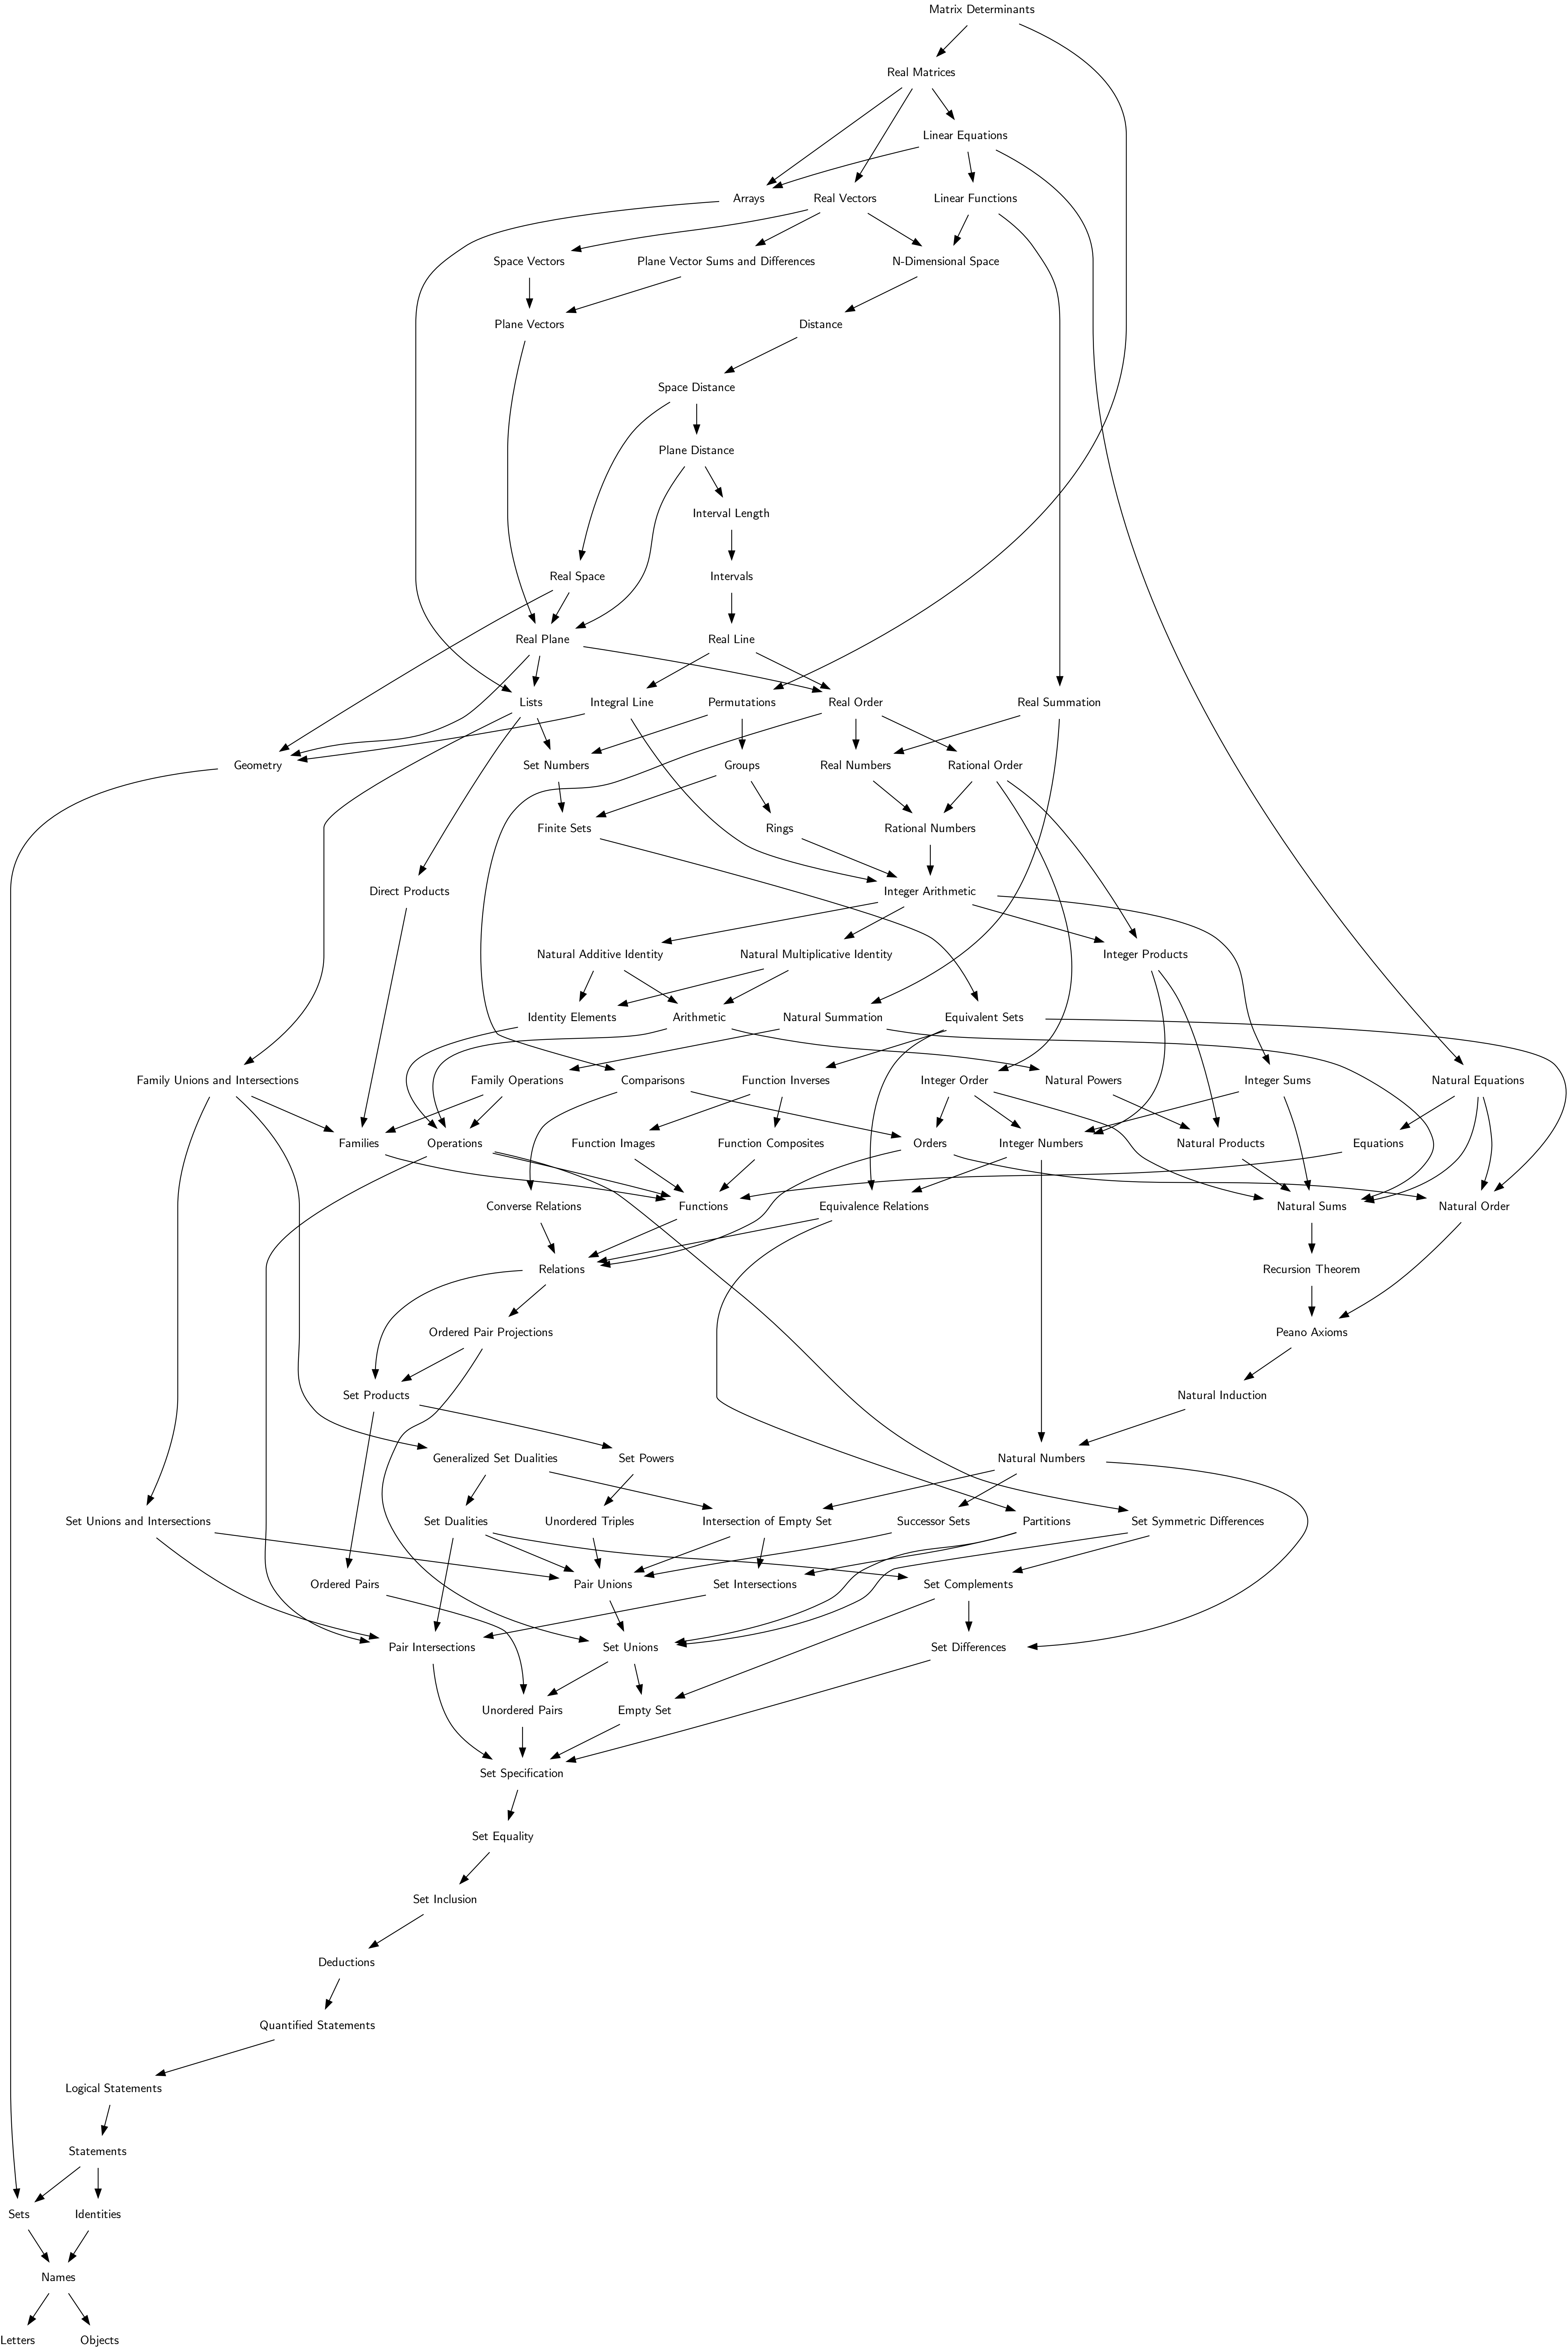 Matrix Determinants
Real Matrices
Linear Equations
Arrays
Real Vectors
Linear Functions
Space Vectors
Plane Vector Sums and Differences
N-Dimensional Space
Plane Vectors
Distance
Space Distance
Plane Distance
Interval Length
Real Space
Intervals
Real Plane
Real Line
Lists
Integral Line
Permutations
Real Order
Real Summation
Geometry
Set Numbers
Groups
Real Numbers
Rational Order
Finite Sets
Rings
Rational Numbers
Direct Products
Integer Arithmetic
Natural Additive Identity
Natural Multiplicative Identity
Integer Products
Identity Elements
Arithmetic
Natural Summation
Equivalent Sets
Family Unions and Intersections
Family Operations
Comparisons
Function Inverses
Integer Order
Natural Powers
Integer Sums
Natural Equations
Families
Operations
Function Images
Function Composites
Orders
Integer Numbers
Natural Products
Equations
Converse Relations
Functions
Equivalence Relations
Natural Sums
Natural Order
Relations
Recursion Theorem
Ordered Pair Projections
Peano Axioms
Set Products
Natural Induction
Generalized Set Dualities
Set Powers
Natural Numbers
Set Unions and Intersections
Set Dualities
Unordered Triples
Intersection of Empty Set
Successor Sets
Partitions
Set Symmetric Differences
Ordered Pairs
Pair Unions
Set Intersections
Set Complements
Pair Intersections
Set Unions
Set Differences
Unordered Pairs
Empty Set
Set Specification
Set Equality
Set Inclusion
Deductions
Quantified Statements
Logical Statements
Statements
Sets
Identities
Names
Letters
Objects